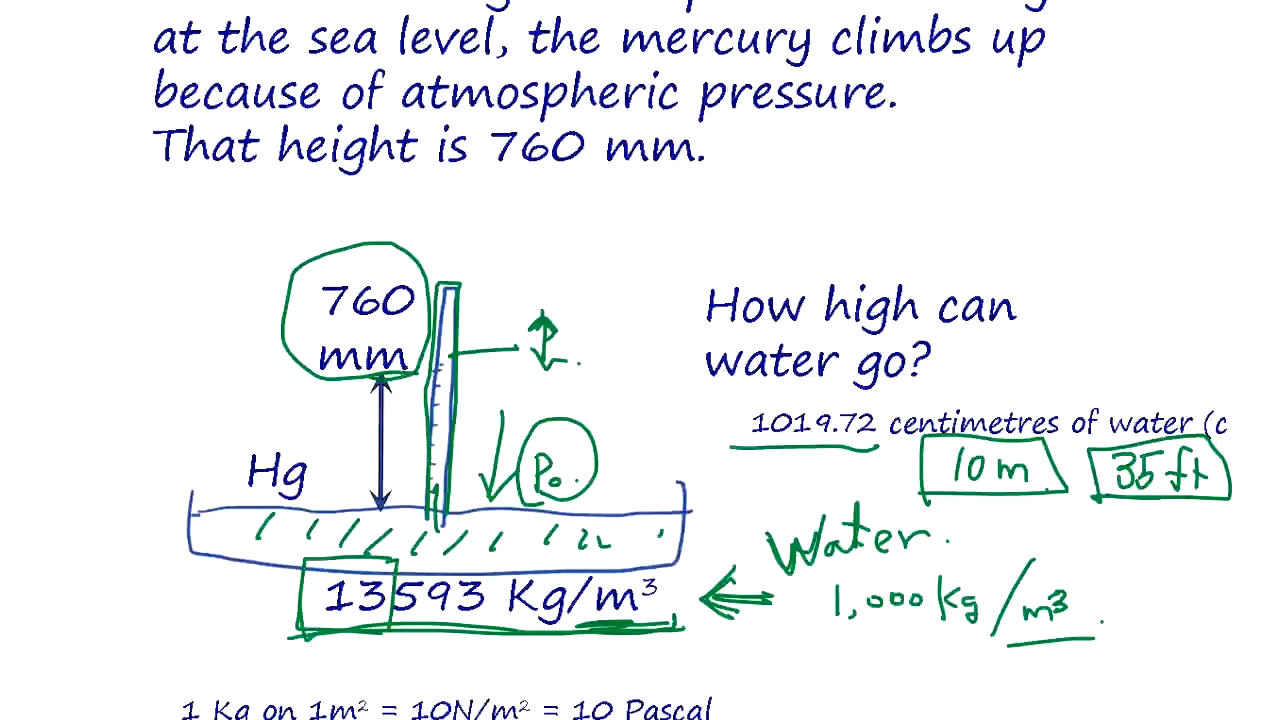 at the sea level, the mercury climbs up
because of atmospheric pressure.
That height is 760 mm.
760
mm
How high can
water go?
1019.72 centimetres of water (c
10 m
35 ft
Hg
P₀.
Water.
13593 Kg/m³
1,000 kg/m³
1 Kg on 1m² = 10N/m² = 10 Pascal